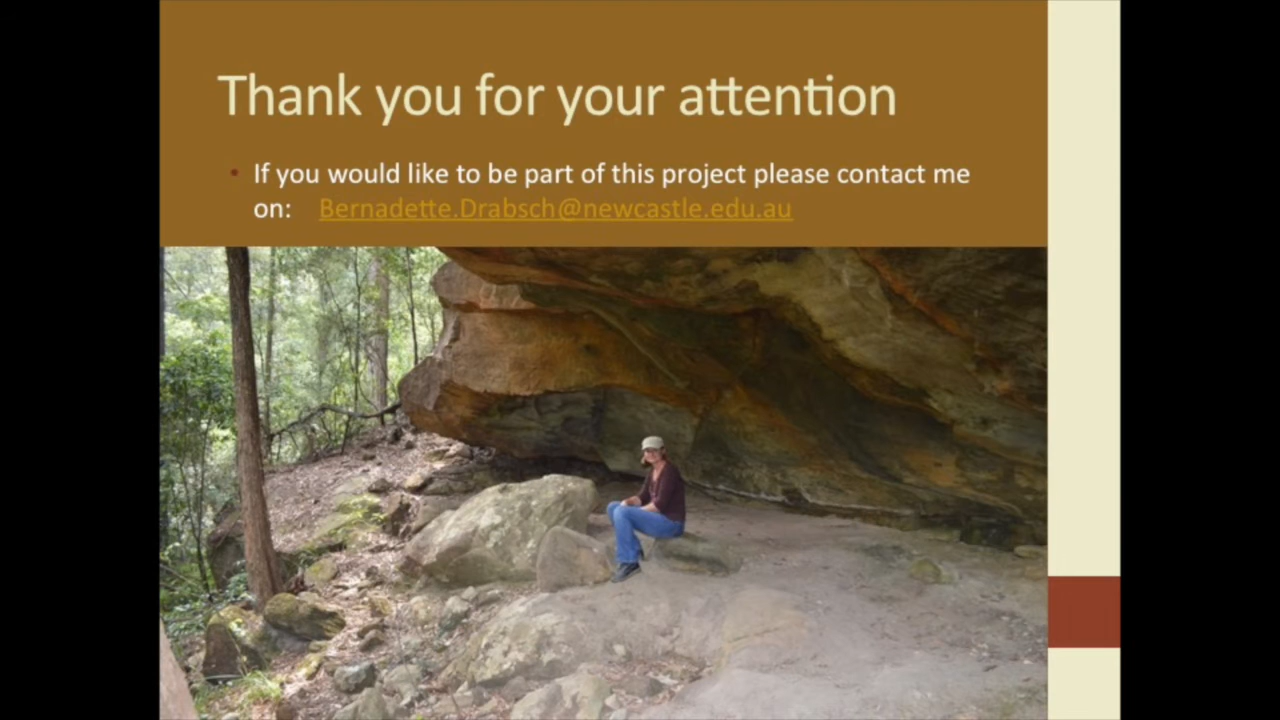 Thank you for your attention
• If you would like to be part of this project please contact me
on: Bernadette.Drabsch@newcastle.edu.au